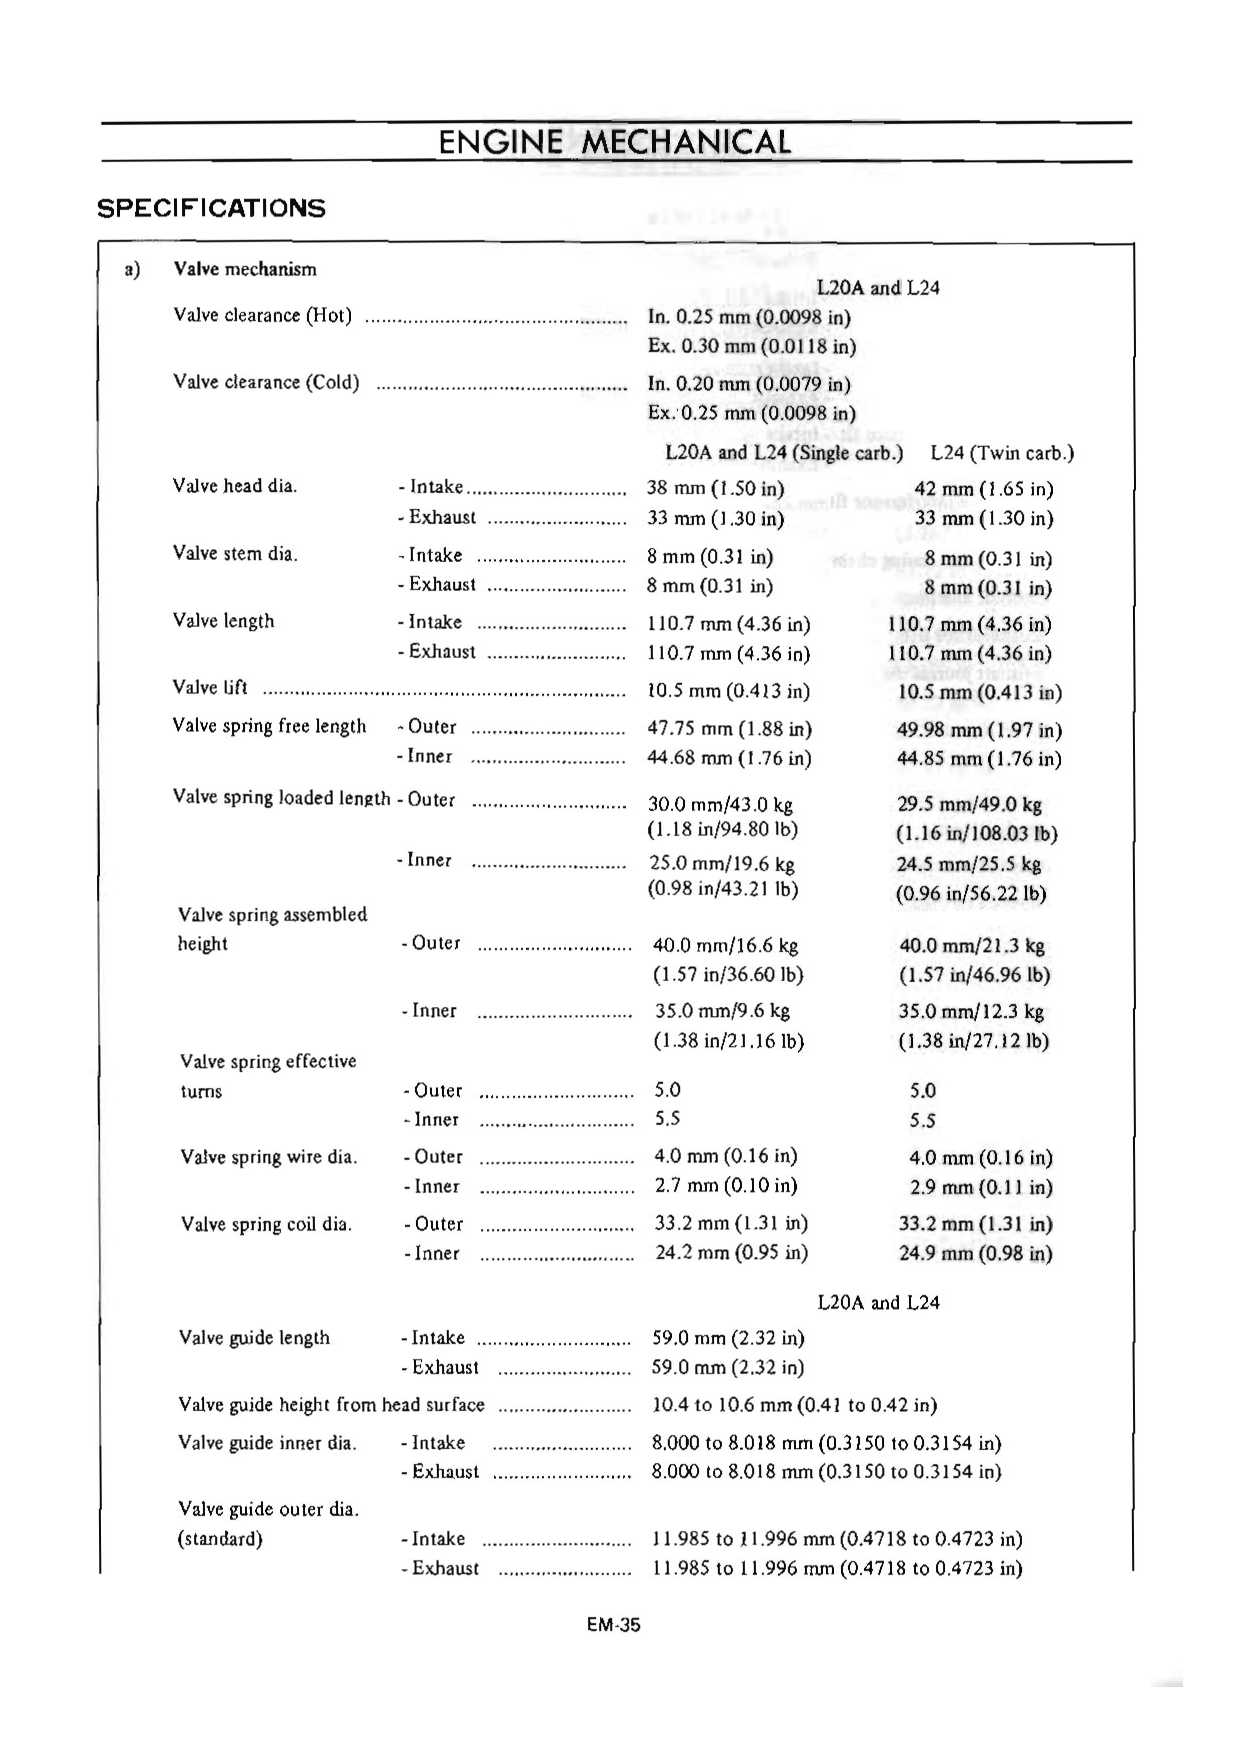 ENGINE MECHANICAL
SPECIFICATIONS
a) Valve mechanism
L20A and L24
Valve clearance (Hot) ................................................ In. 0.25 mm (0.0098 in)
Ex. 0.30 mm (0.0118 in)
Valve clearance (Cold) .............................................. In. 0.20 mm (0.0079 in)
Ex. 0.25 mm (0.0098 in)
L20A and L24 (Single carb.) L24 (Twin carb.)
Valve head dia. - Intake............................. 38 mm (1.50 in) 42 mm (1.65 in)
- Exhaust .......................... 33 mm (1.30 in) 33 mm (1.30 in)
Valve stem dia. - Intake ............................ 8 mm (0.31 in) 8 mm (0.31 in)
- Exhaust .......................... 8 mm (0.31 in) 8 mm (0.31 in)
Valve length - Intake ............................ 110.7 mm (4.36 in) 110.7 mm (4.36 in)
- Exhaust .......................... 110.7 mm (4.36 in) 110.7 mm (4.36 in)
Valve lift ................................................................... 10.5 mm (0.413 in) 10.5 mm (0.413 in)
Valve spring free length - Outer ............................. 47.75 mm (1.88 in) 49.98 mm (1.97 in)
- Inner ............................. 44.68 mm (1.76 in) 44.85 mm (1.76 in)
Valve spring loaded length - Outer ............................. 30.0 mm/43.0 kg 29.5 mm/49.0 kg
(1.18 in/94.80 lb) (1.16 in/108.03 lb)
- Inner ............................. 25.0 mm/19.6 kg 24.5 mm/25.5 kg
(0.98 in/43.21 lb) (0.96 in/56.22 lb)
Valve spring assembled
height - Outer ............................. 40.0 mm/16.6 kg 40.0 mm/21.3 kg
(1.57 in/36.60 lb) (1.57 in/46.96 lb)
- Inner ............................. 35.0 mm/9.6 kg 35.0 mm/12.3 kg
(1.38 in/21.16 lb) (1.38 in/27.12 lb)
Valve spring effective
turns - Outer ............................. 5.0 5.0
- Inner ............................. 5.5 5.5
Valve spring wire dia. - Outer ............................. 4.0 mm (0.16 in) 4.0 mm (0.16 in)
- Inner ............................. 2.7 mm (0.10 in) 2.9 mm (0.11 in)
Valve spring coil dia. - Outer ............................. 33.2 mm (1.31 in) 33.2 mm (1.31 in)
- Inner ............................. 24.2 mm (0.95 in) 24.9 mm (0.98 in)
L20A and L24
Valve guide length - Intake ............................. 59.0 mm (2.32 in)
- Exhaust ......................... 59.0 mm (2.32 in)
Valve guide height from head surface ......................... 10.4 to 10.6 mm (0.41 to 0.42 in)
Valve guide inner dia. - Intake .......................... 8.000 to 8.018 mm (0.3150 to 0.3154 in)
- Exhaust .......................... 8.000 to 8.018 mm (0.3150 to 0.3154 in)
Valve guide outer dia.
(standard) - Intake ............................ 11.985 to 11.996 mm (0.4718 to 0.4723 in)
- Exhaust ......................... 11.985 to 11.996 mm (0.4718 to 0.4723 in)
EM-35